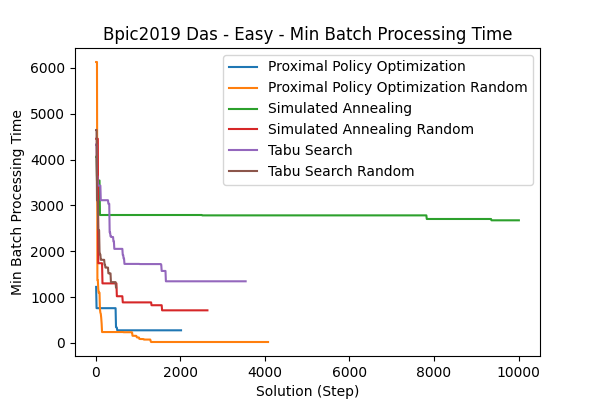 Bpic2019 Das - Easy - Min Batch Processing Time
Min Batch Processing Time
6000
5000
4000
3000
2000
1000
0
Proximal Policy Optimization
Proximal Policy Optimization Random
Simulated Annealing
Simulated Annealing Random
Tabu Search
Tabu Search Random
0 2000 4000 6000 8000 10000
Solution (Step)